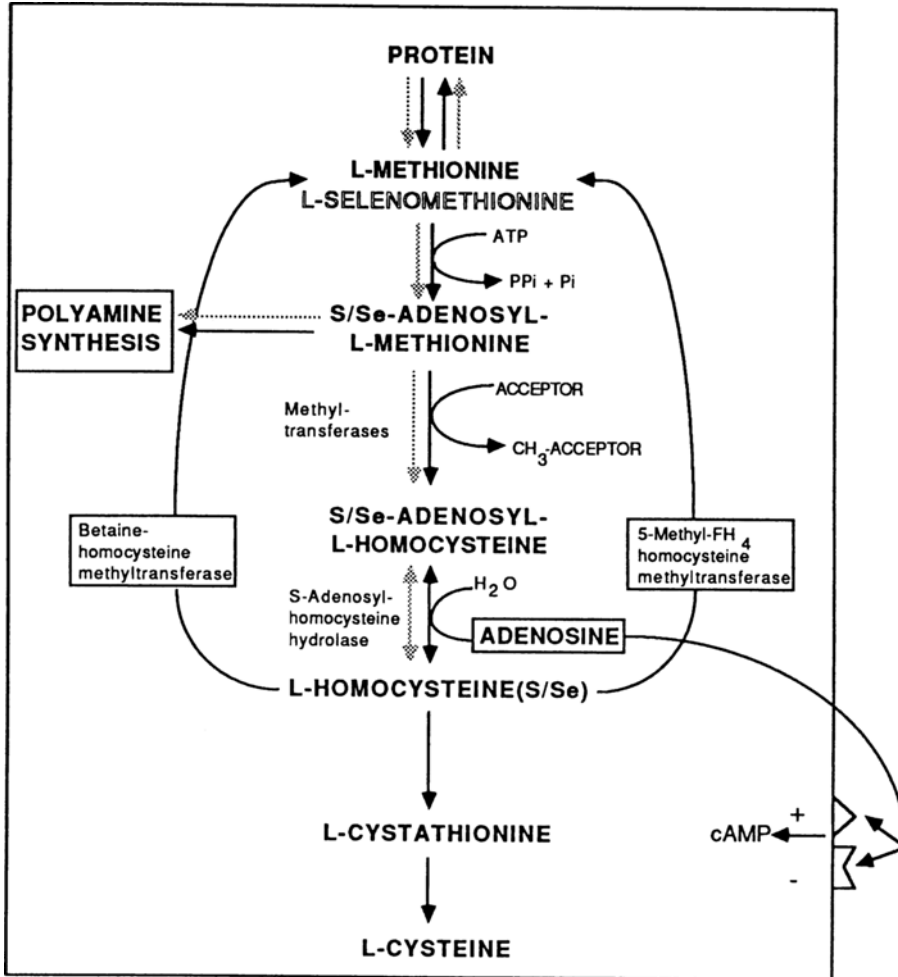 PROTEIN
L-METHIONINE
L-SELENOMETHIONINE
ATP
PPi + Pi
POLYAMINE
SYNTHESIS
S/Se-ADENOSYL-
L-METHIONINE
Methyl-
transferases
ACCEPTOR
CH3-ACCEPTOR
S/Se-ADENOSYL-
L-HOMOCYSTEINE
Betaine-
homocysteine
methyltransferase
5-Methyl-FH4
homocysteine
methyltransferase
S-Adenosyl-
homocysteine
hydrolase
H2O
ADENOSINE
L-HOMOCYSTEINE(S/Se)
L-CYSTATHIONINE
+
cAMP
-
L-CYSTEINE